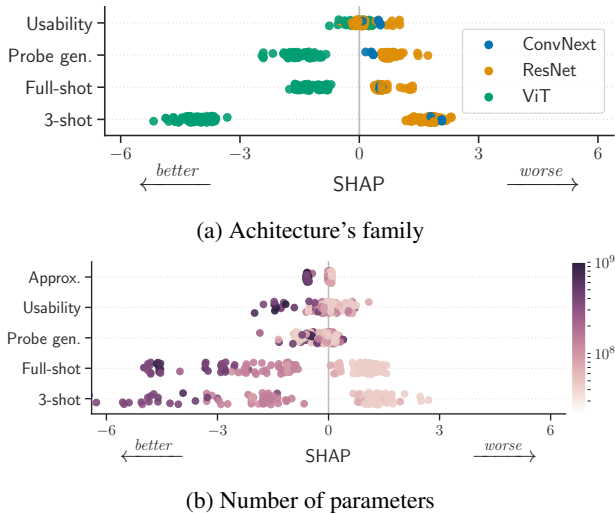 Usability
Probe gen.
Full-shot
3-shot
ConvNext
ResNet
ViT
−6 −3 0 3 6
better SHAP worse
(a) Achitecture's family
Approx.
Usability
Probe gen.
Full-shot
3-shot
10^9
10^8
−6 −3 0 3 6
better SHAP worse
(b) Number of parameters